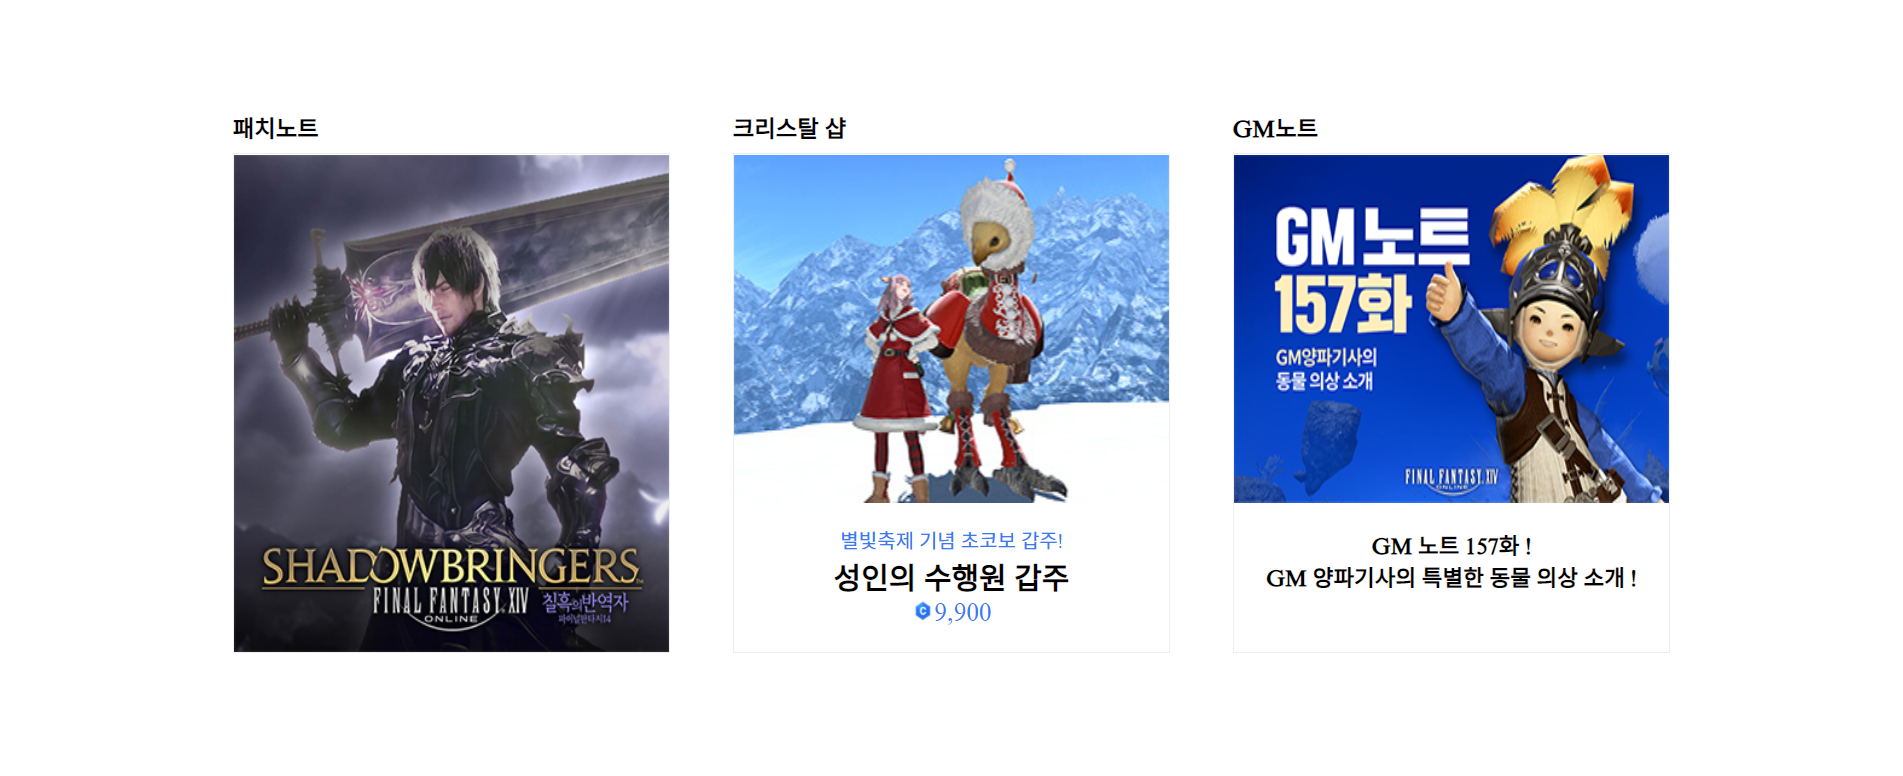 패치노트
SHADOWBRINGERS™
FINAL FANTASY. XIV
ONLINE
칠흑의 반역자
파이널판타지14
크리스탈 샵
별빛축제 기념 초코보 갑주!
성인의 수행원 갑주
C 9,900
GM노트
GM 노트
157화
GM양파기사의
동물 의상 소개
FINAL FANTASY. XIV
ONLINE
GM 노트 157화 !
GM 양파기사의 특별한 동물 의상 소개 !